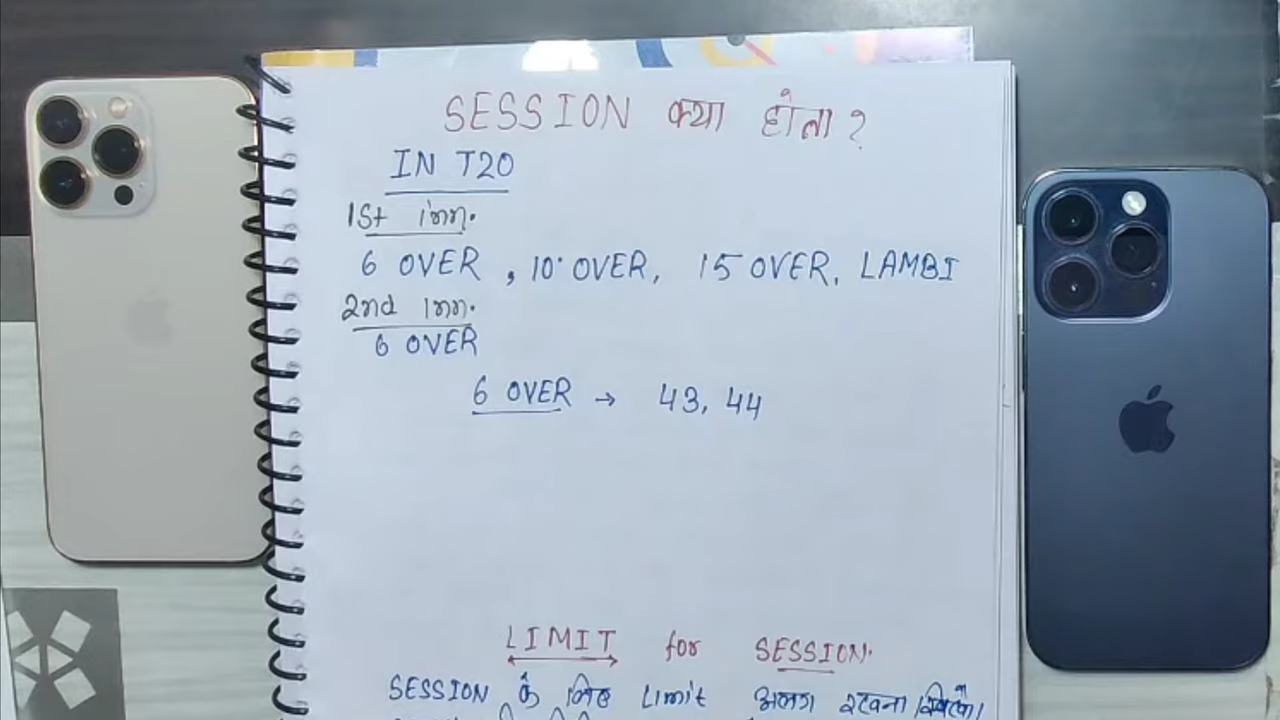 SESSION क्या होता ?
IN T20
1St inn.
6 OVER , 10 OVER, 15 OVER, LAMBI
2nd inn.
6 OVER
6 OVER → 43, 44
LIMIT for SESSION.
SESSION के लिए Limit अलग रखना